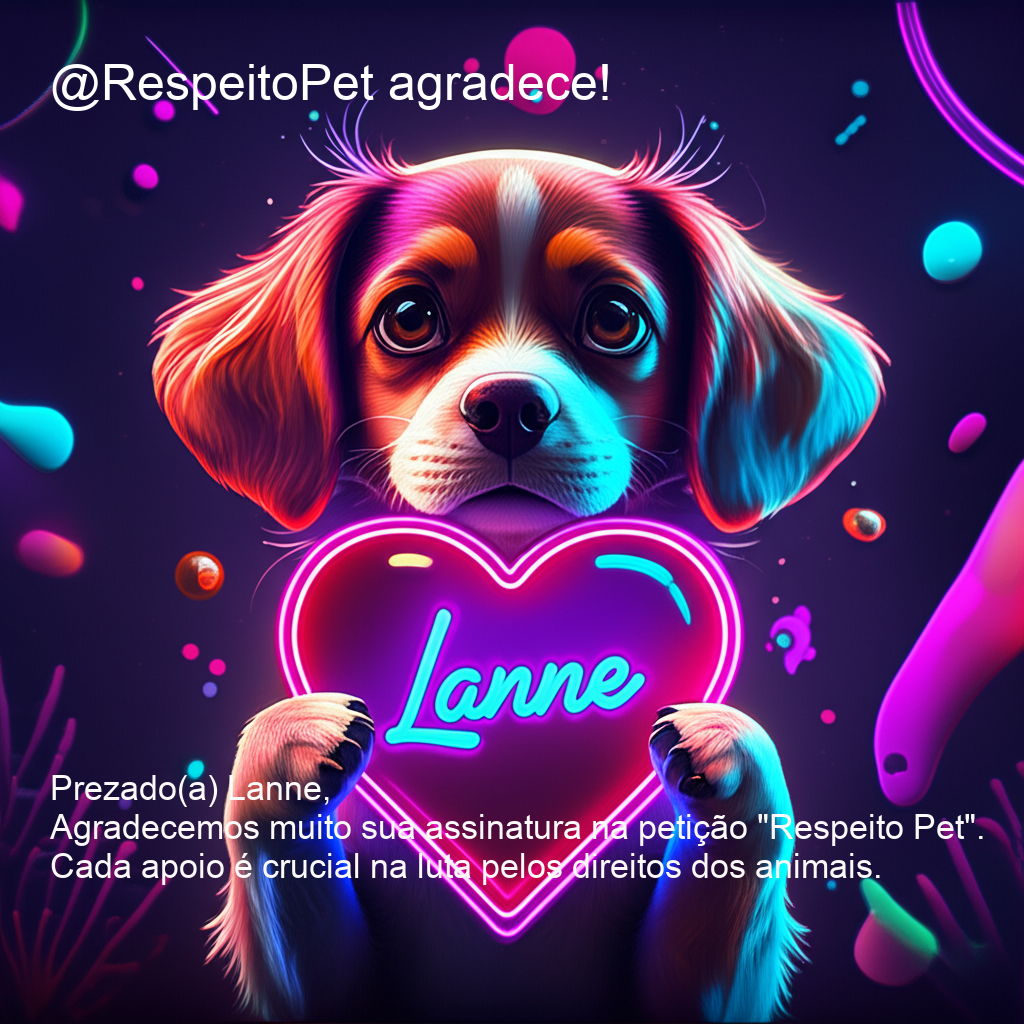 @RespeitoPet agradece!
Lanne
Prezado(a) Lanne,
Agradecemos muito sua assinatura na petição "Respeito Pet".
Cada apoio é crucial na luta pelos direitos dos animais.